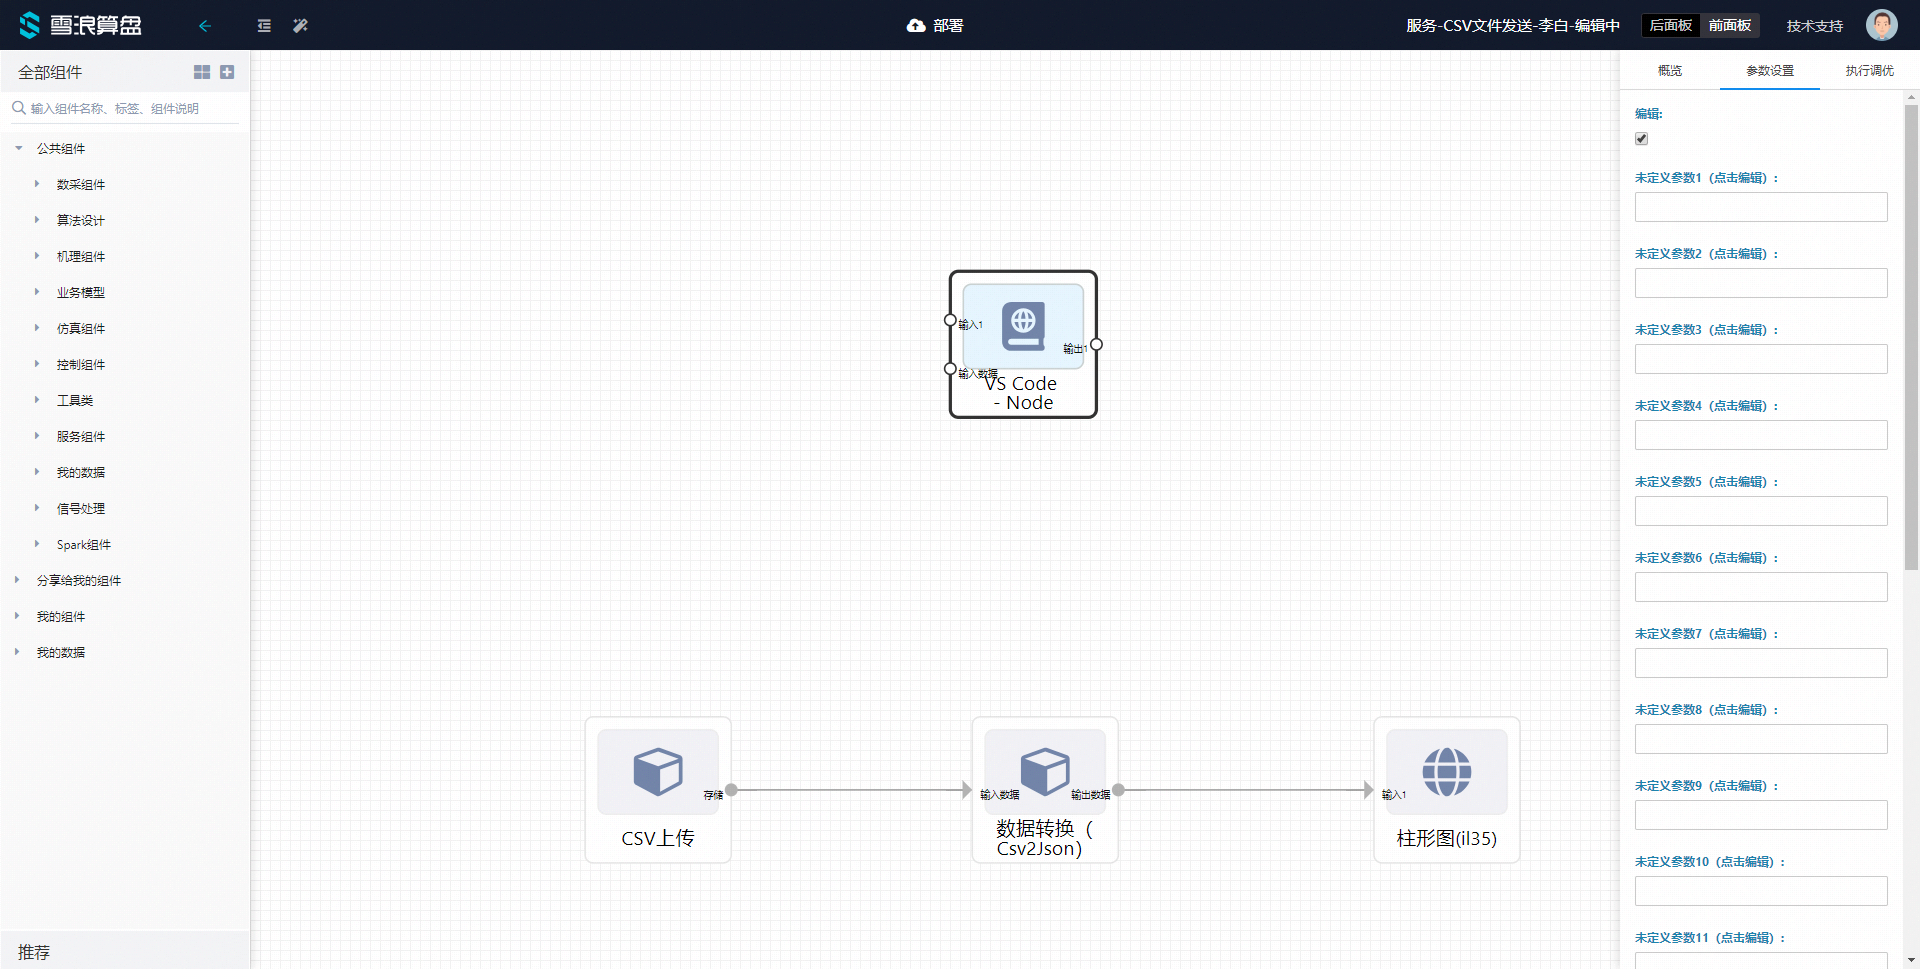 雪浪算盘
部署
服务-CSV文件发送-李白-编辑中
后面板
前面板
技术支持
全部组件
输入组件名称、标签、组件说明
公共组件
数采组件
算法设计
机理组件
业务模型
仿真组件
控制组件
工具类
服务组件
我的数据
信号处理
Spark组件
分享给我的组件
我的组件
我的数据
推荐
输入1
输出1
输入数据
VS Code
- Node
存储
CSV上传
输入数据
输出数据
数据转换（
Csv2Json）
输入1
柱形图(il35)
概览
参数设置
执行调优
编辑:
未定义参数1（点击编辑）:
未定义参数2（点击编辑）:
未定义参数3（点击编辑）:
未定义参数4（点击编辑）:
未定义参数5（点击编辑）:
未定义参数6（点击编辑）:
未定义参数7（点击编辑）:
未定义参数8（点击编辑）:
未定义参数9（点击编辑）:
未定义参数10（点击编辑）:
未定义参数11（点击编辑）: